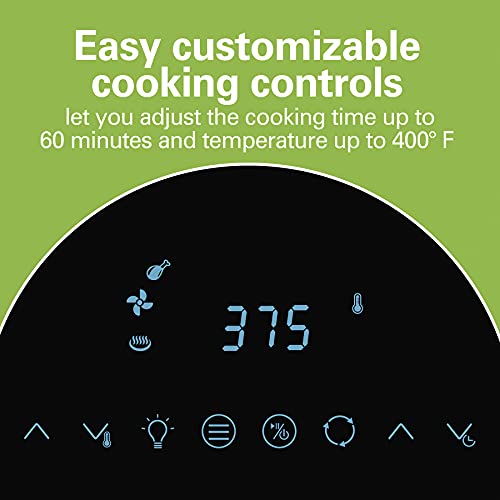 Easy customizable
cooking controls
let you adjust the cooking time up to
60 minutes and temperature up to 400° F
375